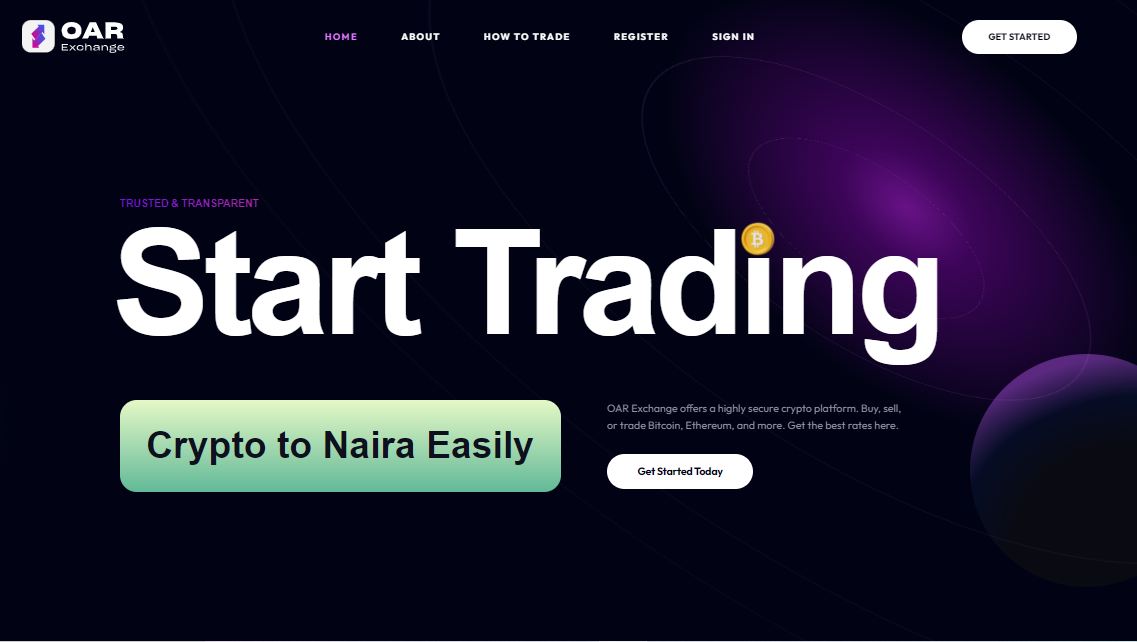 OAR
Exchange
HOME ABOUT HOW TO TRADE REGISTER SIGN IN
GET STARTED
TRUSTED & TRANSPARENT
Start Trading
Crypto to Naira Easily
OAR Exchange offers a highly secure crypto platform. Buy, sell,
or trade Bitcoin, Ethereum, and more. Get the best rates here.
Get Started Today